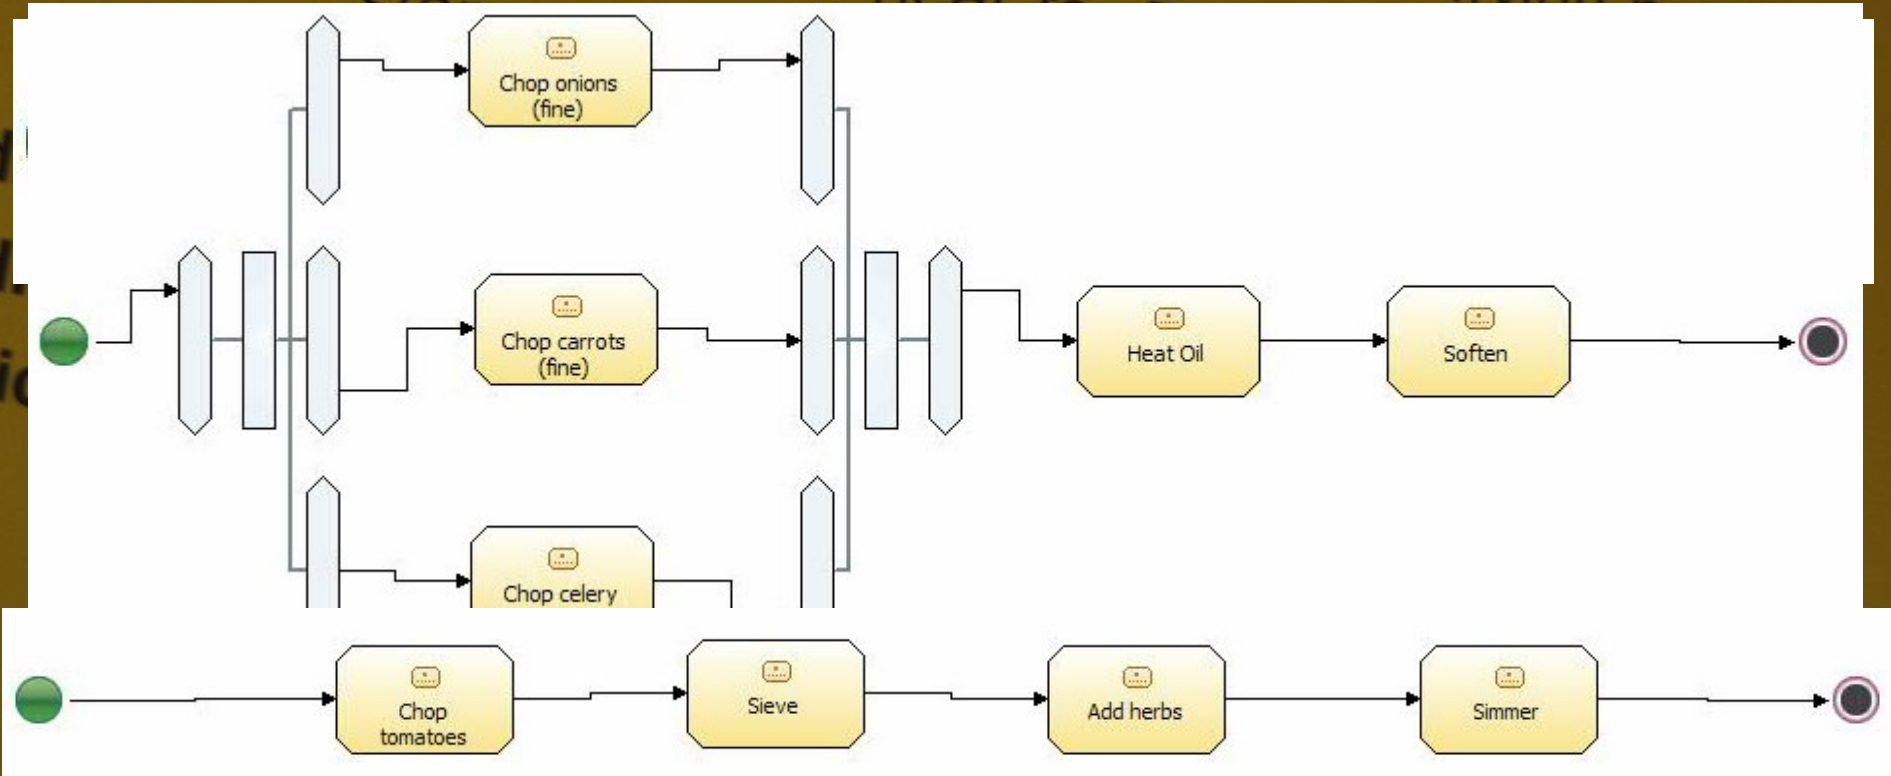 Chop onions
(fine)
Chop carrots
(fine)
Heat Oil
Soften
Chop celery
Chop
tomatoes
Sieve
Add herbs
Simmer